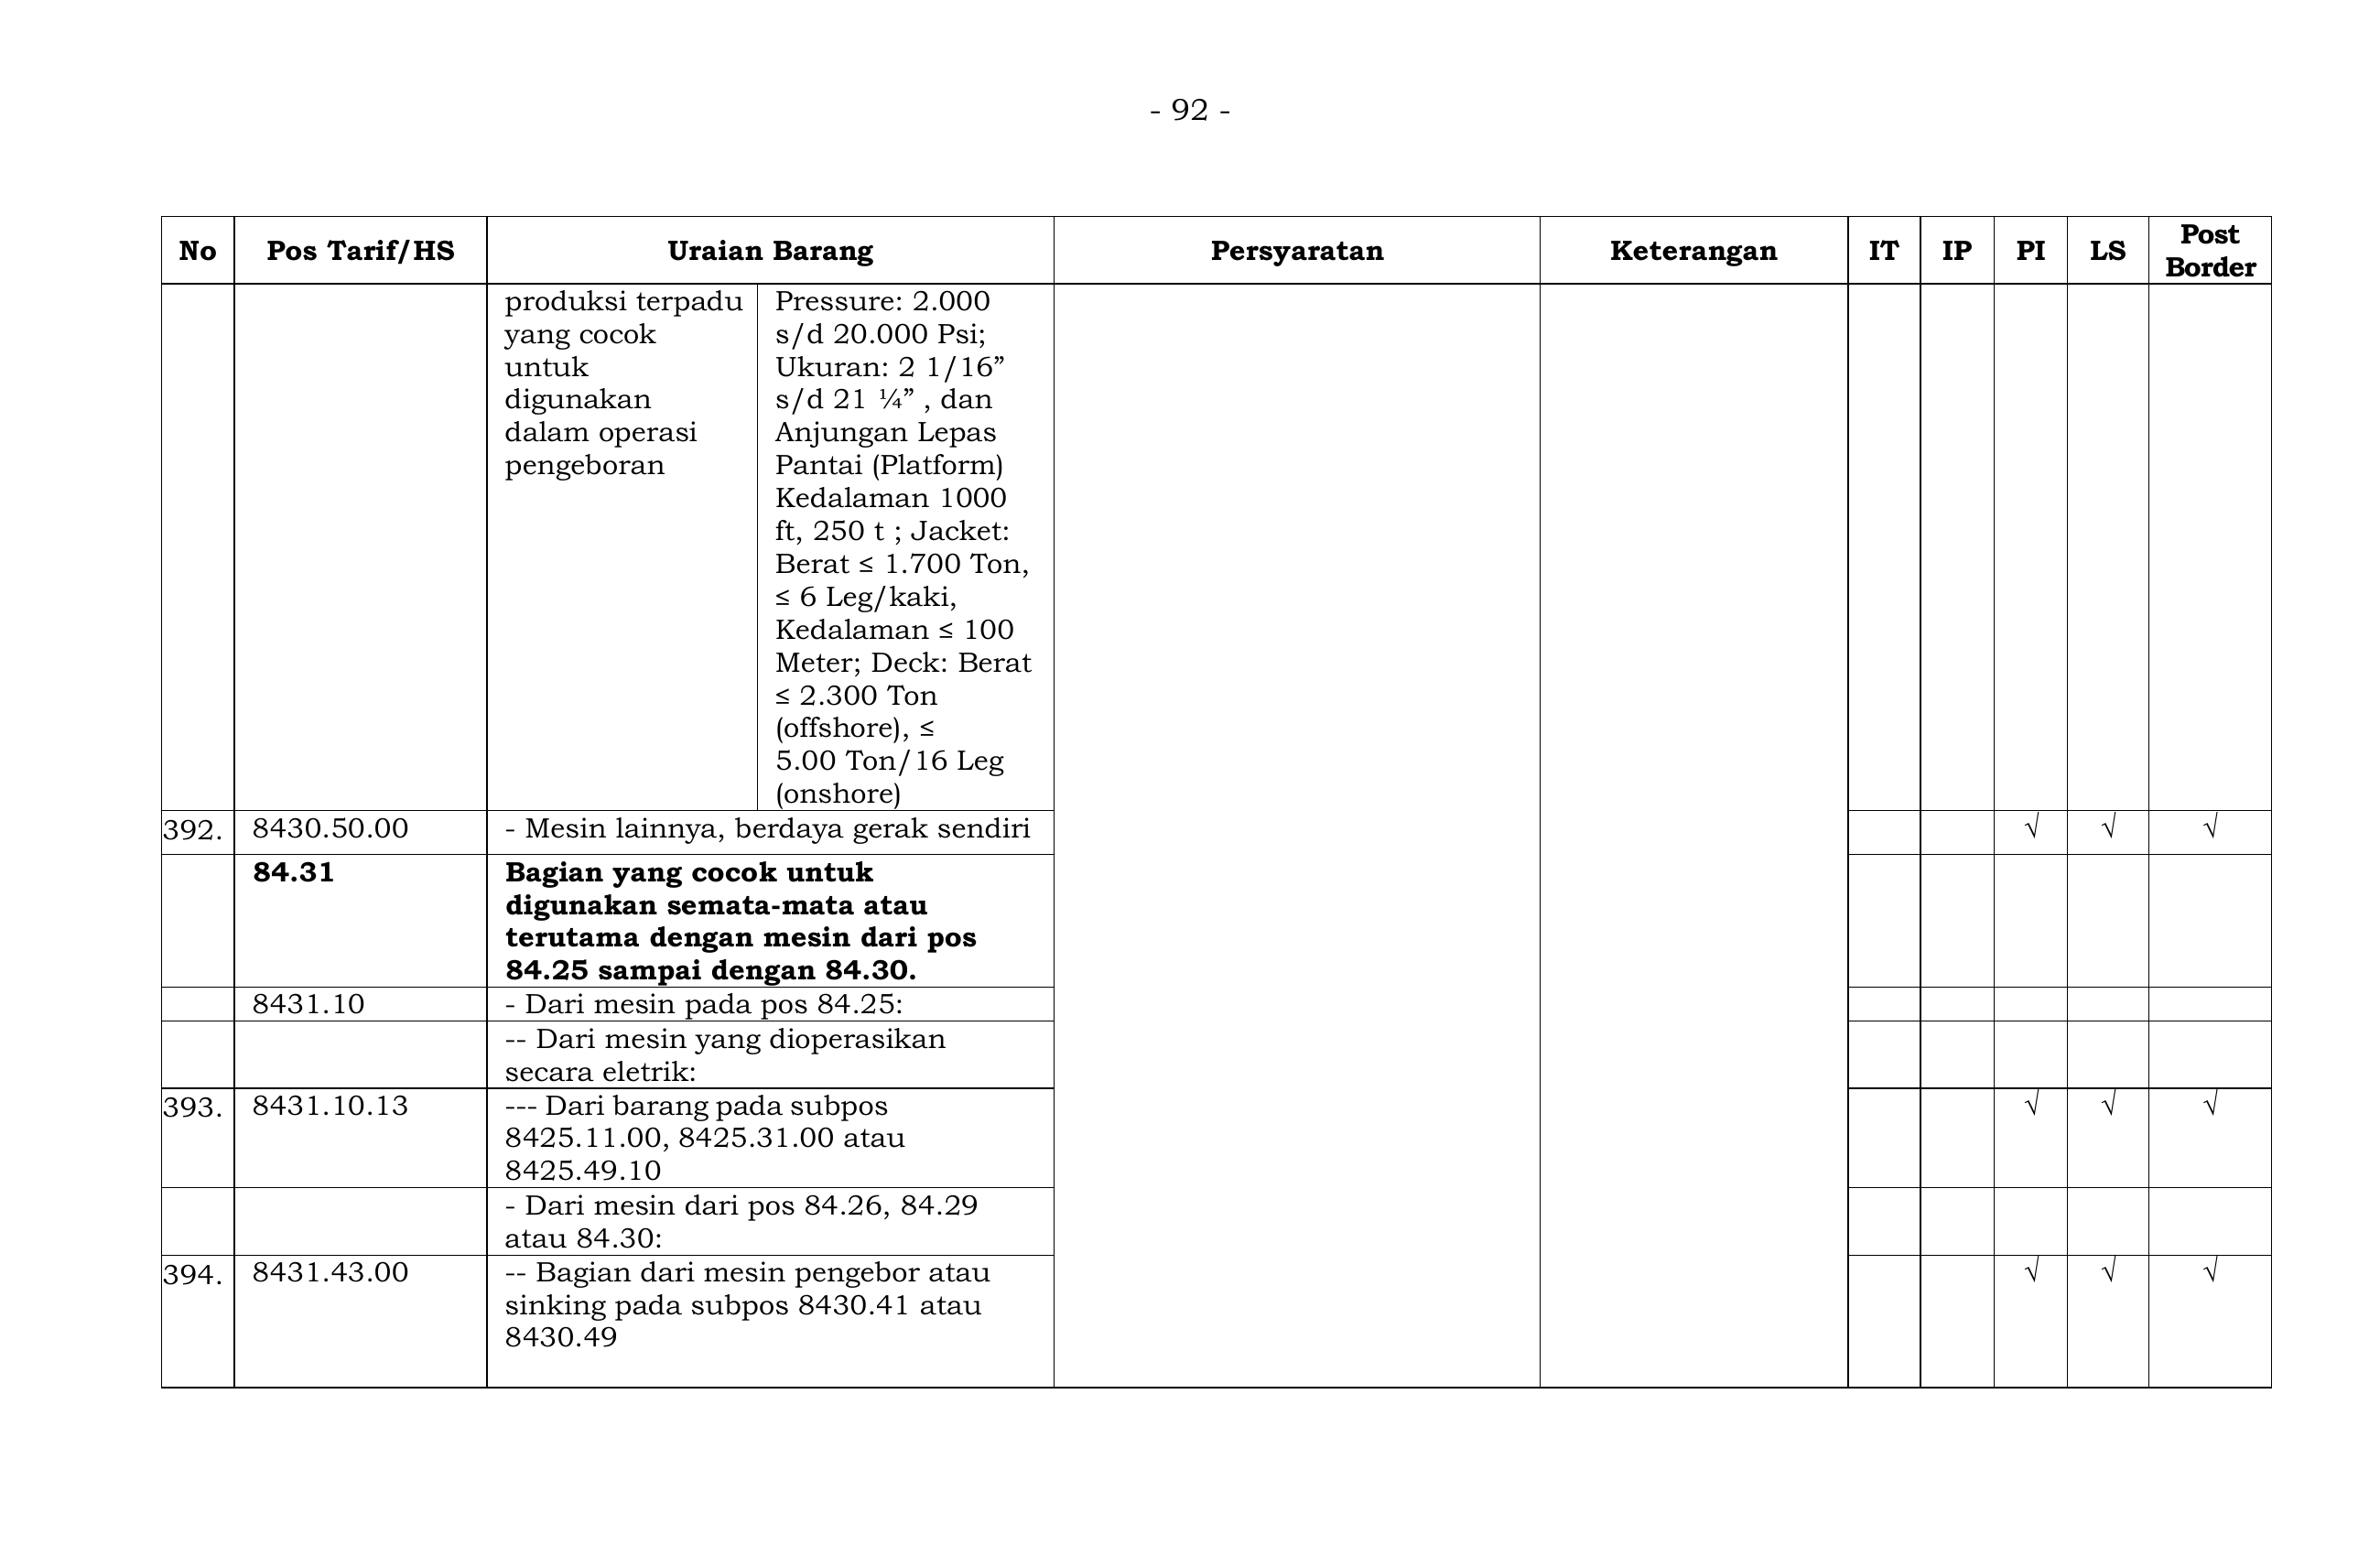 - 92 -
No Pos Tarif/HS Uraian Barang Persyaratan Keterangan IT IP PI LS Post Border
produksi terpadu
yang cocok
untuk
digunakan
dalam operasi
pengeboran
Pressure: 2.000
s/d 20.000 Psi;
Ukuran: 2 1/16”
s/d 21 ¼” , dan
Anjungan Lepas
Pantai (Platform)
Kedalaman 1000
ft, 250 t ; Jacket:
Berat ≤ 1.700 Ton,
≤ 6 Leg/kaki,
Kedalaman ≤ 100
Meter; Deck: Berat
≤ 2.300 Ton
(offshore), ≤
5.00 Ton/16 Leg
(onshore)
392. 8430.50.00 - Mesin lainnya, berdaya gerak sendiri √ √ √
84.31 Bagian yang cocok untuk
digunakan semata-mata atau
terutama dengan mesin dari pos
84.25 sampai dengan 84.30.
8431.10 - Dari mesin pada pos 84.25:
-- Dari mesin yang dioperasikan
secara eletrik:
393. 8431.10.13 --- Dari barang pada subpos √ √ √
8425.11.00, 8425.31.00 atau
8425.49.10
- Dari mesin dari pos 84.26, 84.29
atau 84.30:
394. 8431.43.00 -- Bagian dari mesin pengebor atau √ √ √
sinking pada subpos 8430.41 atau
8430.49